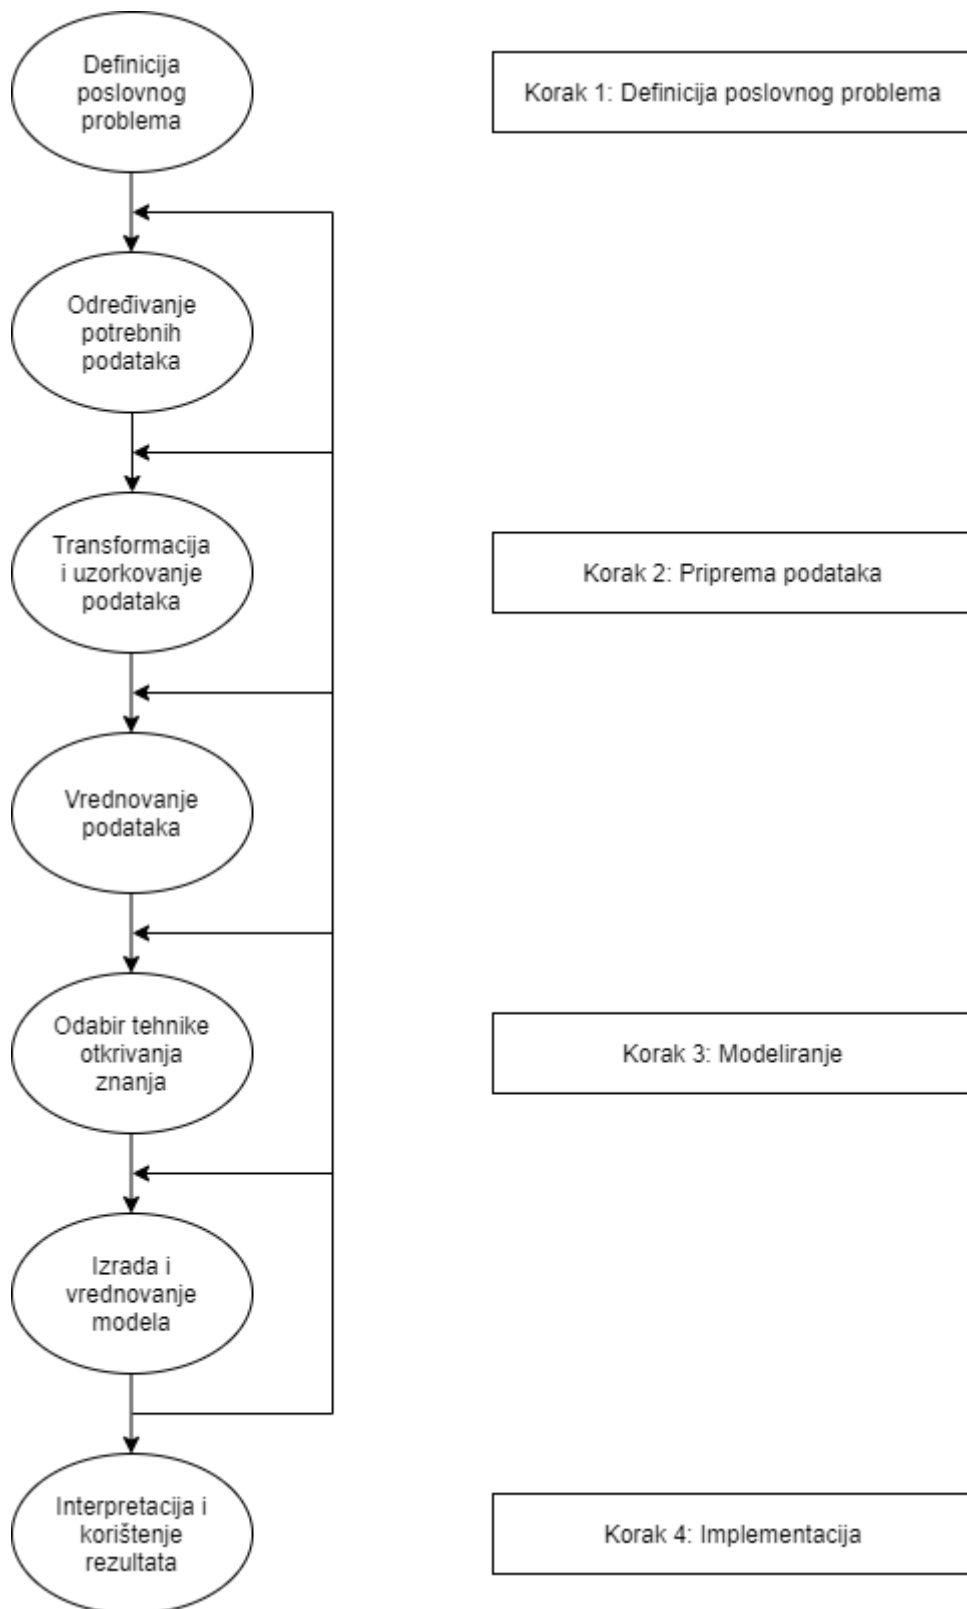 Definicija
poslovnog
problema
Korak 1: Definicija poslovnog problema
Određivanje
potrebnih
podataka
Transformacija
i uzorkovanje
podataka
Korak 2: Priprema podataka
Vrednovanje
podataka
Odabir tehnike
otkrivanja
znanja
Korak 3: Modeliranje
Izrada i
vrednovanje
modela
Interpretacija i
korištenje
rezultata
Korak 4: Implementacija